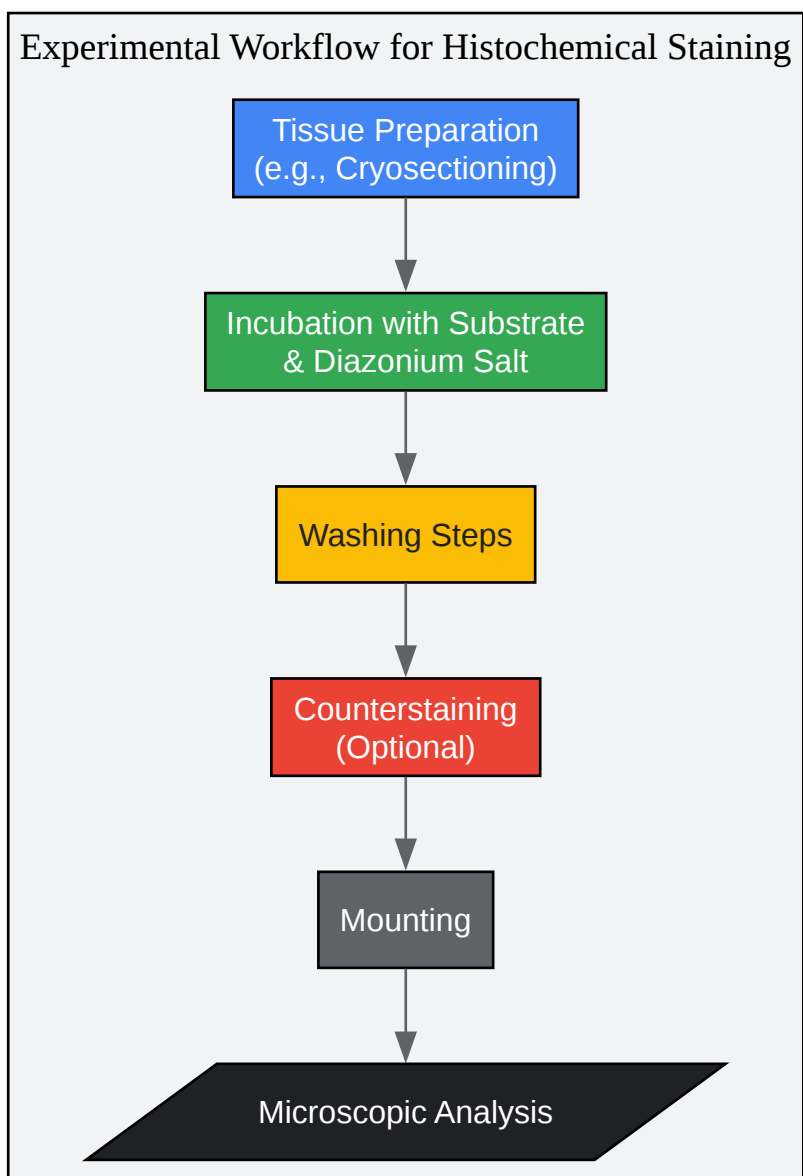 Experimental Workflow for Histochemical Staining
Tissue Preparation
(e.g., Cryosectioning)
Incubation with Substrate
& Diazonium Salt
Washing Steps
Counterstaining
(Optional)
Mounting
Microscopic Analysis